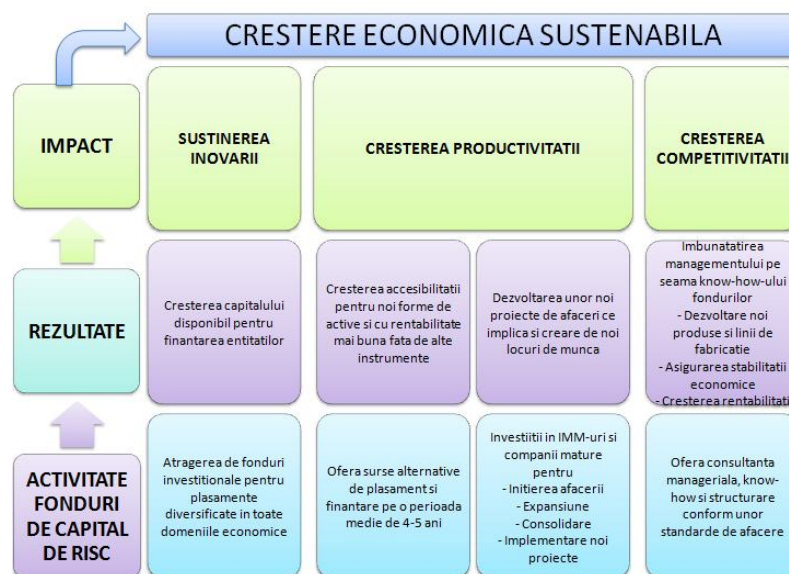 CRESTERE ECONOMICA SUSTENABILA
IMPACT
SUSTINEREA
INOVARII
CRESTEREA PRODUCTIVITATII
CRESTEREA
COMPETITIVITATII
REZULTATE
Cresterea capitalului
disponibil pentru
finantarea entitatilor
Cresterea accesibilitatii
pentru noi forme de
active si cu rentabilitate
mai buna fata de alte
instrumente
Dezvoltarea unor noi
proiecte de afaceri ce
implica si creare de noi
locuri de munca
Imbunatatirea
managementului pe
seama know-how-ului
fondurilor
- Dezvoltare noi
produse si linii de
fabricatie
- Asigurarea stabilitatii
economice
- Cresterea rentabilitatii
ACTIVITATE
FONDURI
DE CAPITAL
DE RISC
Atragerea de fonduri
investitionale pentru
plasamente
diversificate in toate
domeniile economice
Ofera surse alternative
de plasament si
finantare pe o perioada
medie de 4-5 ani
Investiitii in IMM-uri si
companii mature pentru
- Initierea afacerii
- Expansiune
- Consolidare
- Implementare noi
proiecte
Ofera consultanta
manageriala, know-
how si structurare
conform unor
standarde de afacere